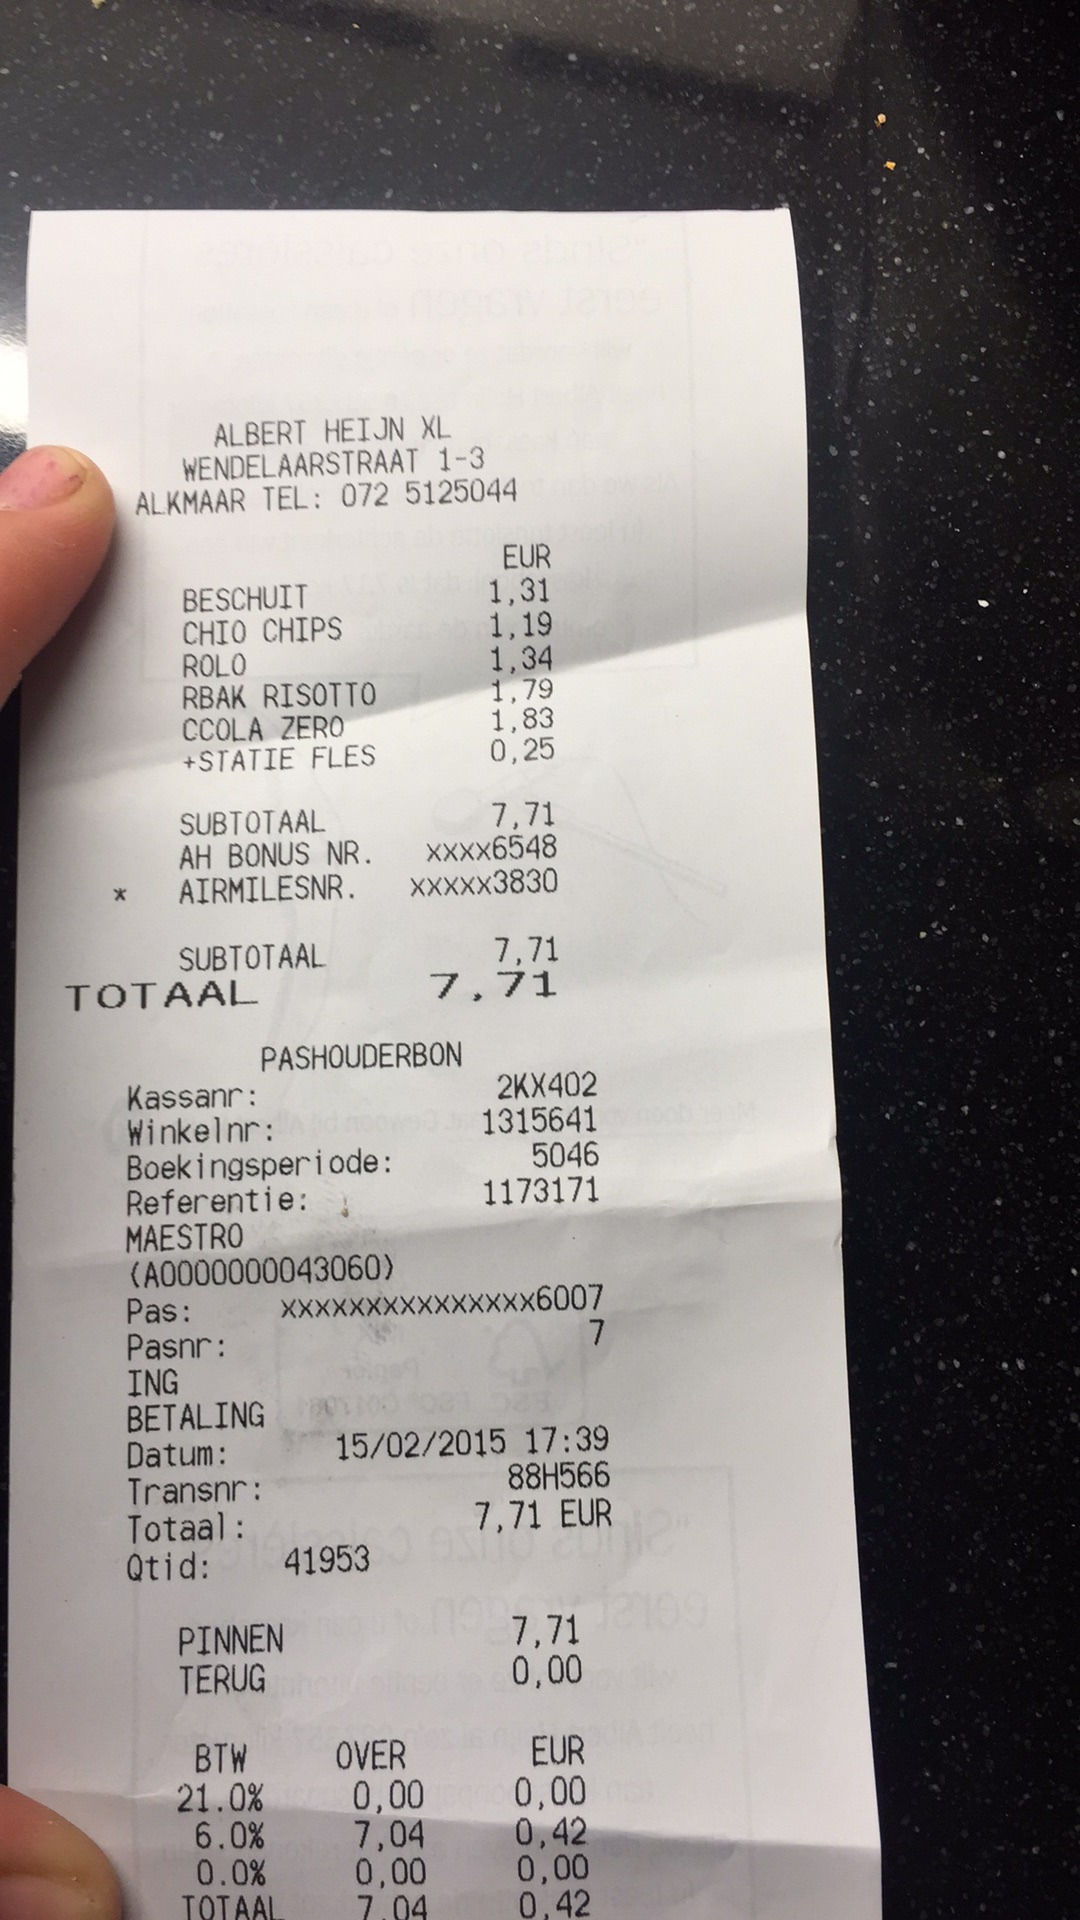 ALBERT HEIJN XL
WENDELAARSTRAAT 1-3
ALKMAAR TEL: 072 5125044
EUR
BESCHUIT 1,31
CHIO CHIPS 1,19
ROLO 1,34
RBAK RISOTTO 1,79
CCOLA ZERO 1,83
+STATIE FLES 0,25
SUBTOTAAL 7,71
AH BONUS NR. xxxx6548
* AIRMILESNR. xxxxx3830
SUBTOTAAL 7,71
TOTAAL 7,71
PASHOUDERBON
Kassanr: 2KX402
Winkelnr: 1315641
Boekingsperiode: 5046
Referentie: 1173171
MAESTRO
(A0000000043060)
Pas: xxxxxxxxxxxxxxx6007
Pasnr: 7
ING
BETALING
Datum: 15/02/2015 17:39
Transnr: 88H566
Totaal: 7,71 EUR
Qtid: 41953
PINNEN 7,71
TERUG 0,00
BTW OVER EUR
21.0% 0,00 0,00
6.0% 7,04 0,42
0.0% 0,00 0,00
TOTAAL 7,04 0,42